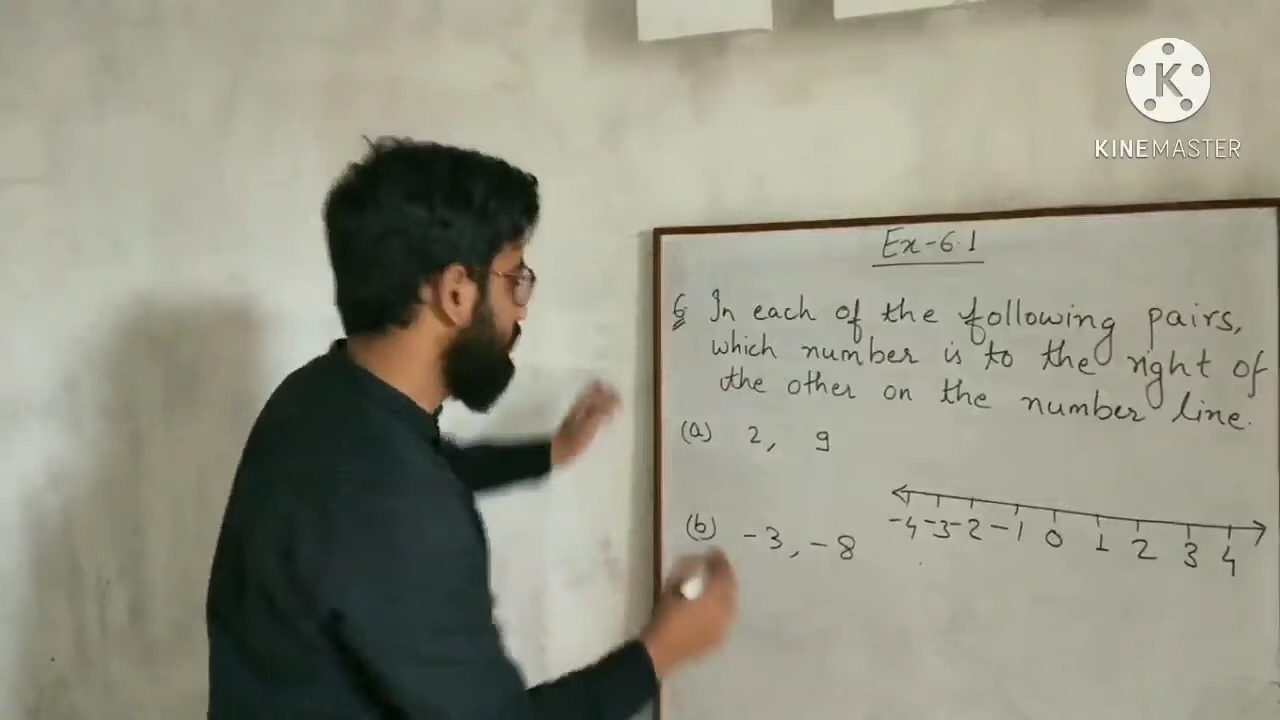 K
KINEMASTER
Ex-6.1
6 In each of the following pairs,
which number is to the right of
the other on the number line.
(a) 2, 9
(b) -3, -8
-4 -3 -2 -1 0 1 2 3 4